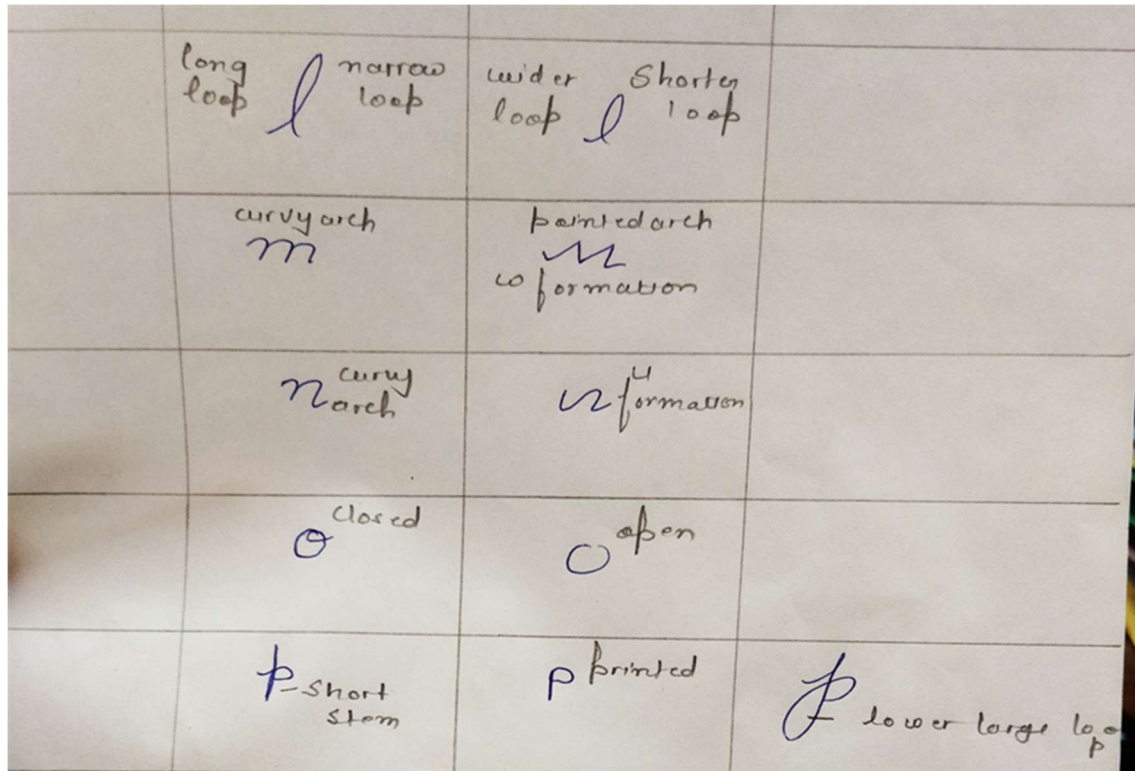 long narrow
loop l loop
wider Shorter
loop l loop
curvy arch
m
pointed arch
m
w formation
n curvy
arch
n u
formation
o closed
o open
p short
stem
p printed
p lower large loop